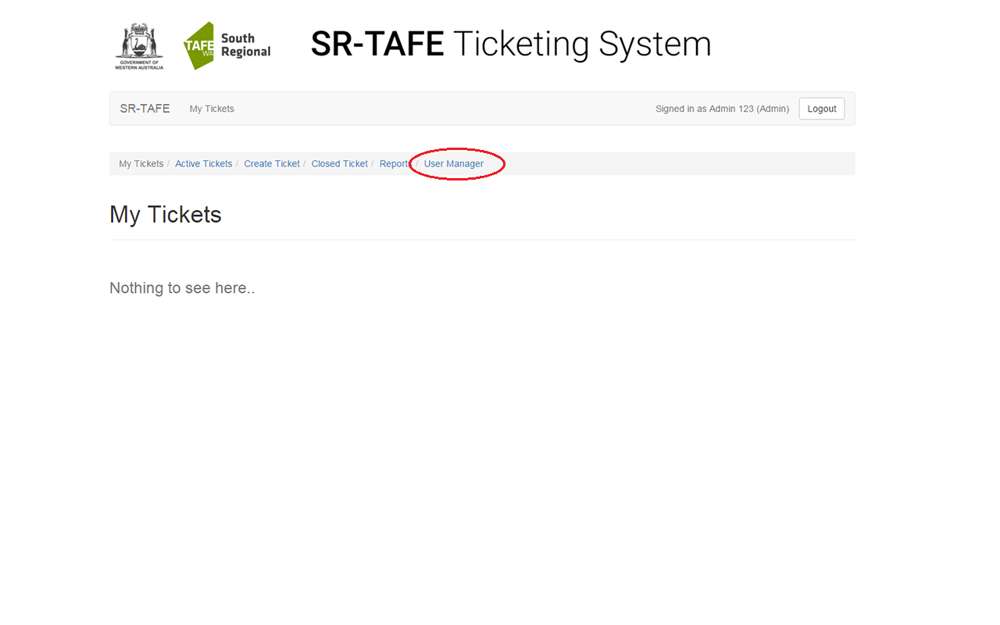 GOVERNMENT OF
WESTERN AUSTRALIA
TAFE
WA
South
Regional
SR-TAFE Ticketing System
SR-TAFE My Tickets Signed in as Admin 123 (Admin) Logout
My Tickets / Active Tickets / Create Ticket / Closed Ticket / Reports / User Manager
My Tickets
Nothing to see here..